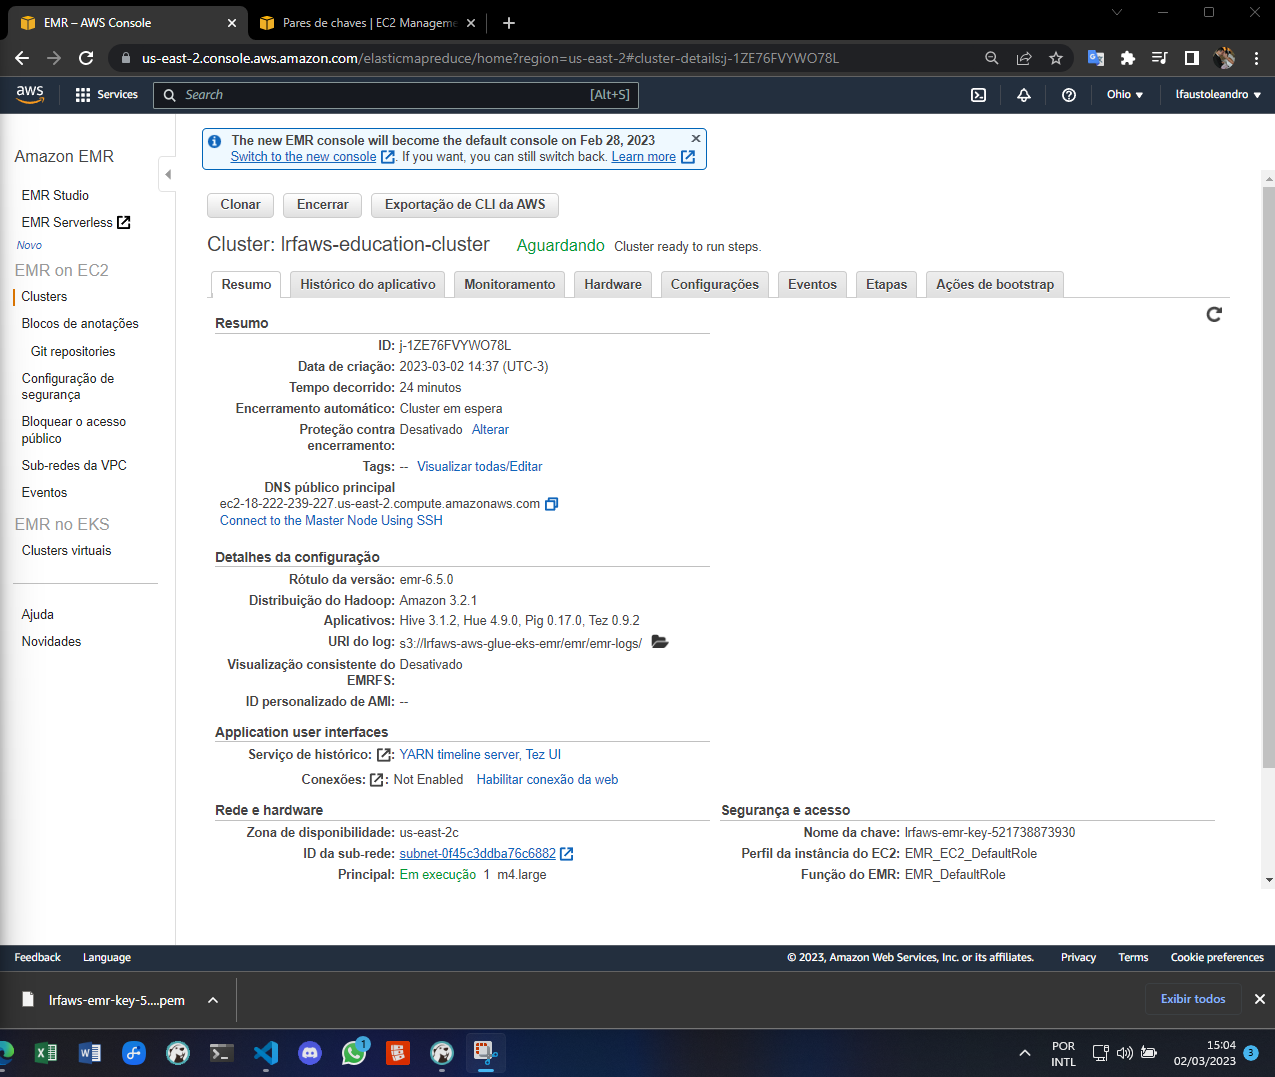 EMR – AWS Console
Pares de chaves | EC2 Manageme
us-east-2.console.aws.amazon.com/elasticmapreduce/home?region=us-east-2#cluster-details:j-1ZE76FVYWO78L
aws
Services
Search
[Alt+S]
Ohio
lfaustoleandro
Amazon EMR
EMR Studio
EMR Serverless
Novo
EMR on EC2
Clusters
Blocos de anotações
Git repositories
Configuração de
segurança
Bloquear o acesso
público
Sub-redes da VPC
Eventos
EMR no EKS
Clusters virtuais
Ajuda
Novidades
The new EMR console will become the default console on Feb 28, 2023
Switch to the new console . If you want, you can still switch back. Learn more
Clonar
Encerrar
Exportação de CLI da AWS
Cluster: lrfaws-education-cluster Aguardando Cluster ready to run steps.
Resumo
Histórico do aplicativo
Monitoramento
Hardware
Configurações
Eventos
Etapas
Ações de bootstrap
Resumo
ID: j-1ZE76FVYWO78L
Data de criação: 2023-03-02 14:37 (UTC-3)
Tempo decorrido: 24 minutos
Encerramento automático: Cluster em espera
Proteção contra Desativado Alterar
encerramento:
Tags: -- Visualizar todas/Editar
DNS público principal
ec2-18-222-239-227.us-east-2.compute.amazonaws.com
Connect to the Master Node Using SSH
Detalhes da configuração
Rótulo da versão: emr-6.5.0
Distribuição do Hadoop: Amazon 3.2.1
Aplicativos: Hive 3.1.2, Hue 4.9.0, Pig 0.17.0, Tez 0.9.2
URI do log: s3://lrfaws-aws-glue-eks-emr/emr/emr-logs/
Visualização consistente do Desativado
EMRFS:
ID personalizado de AMI: --
Application user interfaces
Serviço de histórico: : YARN timeline server, Tez UI
Conexões: : Not Enabled Habilitar conexão da web
Rede e hardware
Zona de disponibilidade: us-east-2c
ID da sub-rede: subnet-0f45c3ddba76c6882
Principal: Em execução 1 m4.large
Segurança e acesso
Nome da chave: lrfaws-emr-key-521738873930
Perfil da instância do EC2: EMR_EC2_DefaultRole
Função do EMR: EMR_DefaultRole
Feedback
Language
© 2023, Amazon Web Services, Inc. or its affiliates.
Privacy
Terms
Cookie preferences
lrfaws-emr-key-5....pem
Exibir todos
1
POR
INTL
15:04
02/03/2023
3